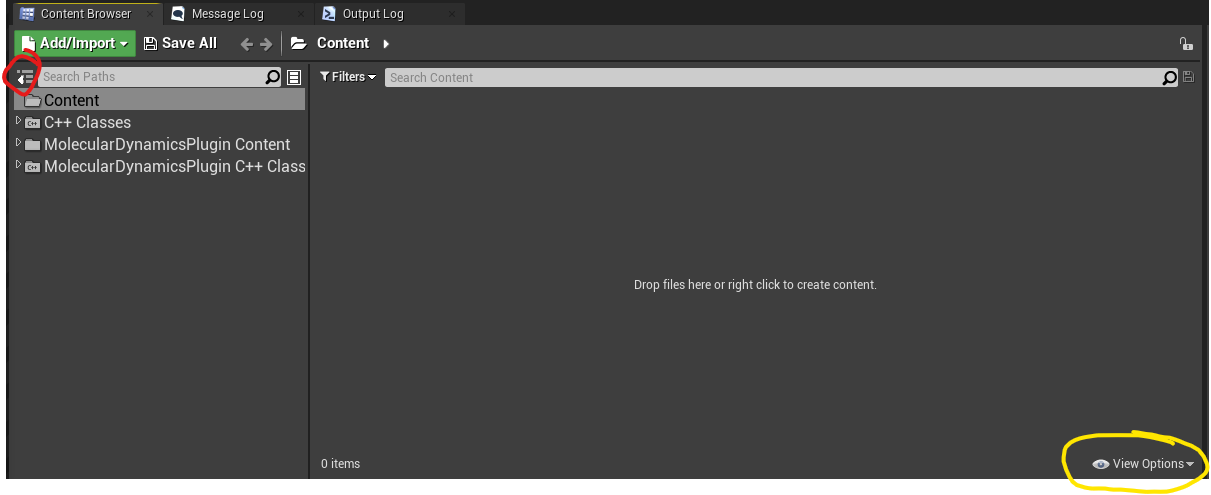 Content Browser Message Log Output Log
Add/Import Save All Content
Search Paths Filters Search Content
Content
C++ Classes
MolecularDynamicsPlugin Content
MolecularDynamicsPlugin C++ Class
Drop files here or right click to create content.
0 items View Options